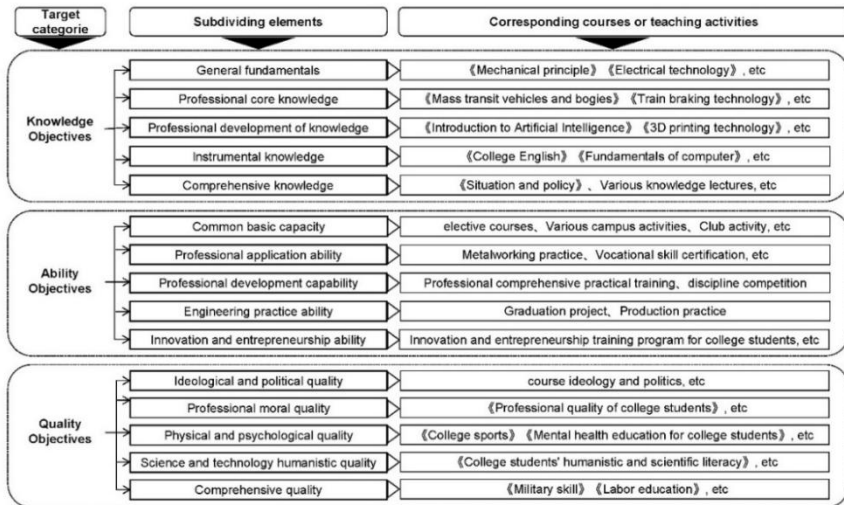 Target categorie
Subdividing elements
Corresponding courses or teaching activities
Knowledge Objectives
General fundamentals
《Mechanical principle》《Electrical technology》, etc
Professional core knowledge
《Mass transit vehicles and bogies》《Train braking technology》, etc
Professional development of knowledge
《Introduction to Artificial Intelligence》《3D printing technology》, etc
Instrumental knowledge
《College English》《Fundamentals of computer》, etc
Comprehensive knowledge
《Situation and policy》、Various knowledge lectures, etc
Ability Objectives
Common basic capacity
elective courses、Various campus activities、Club activity, etc
Professional application ability
Metalworking practice、Vocational skill certification, etc
Professional development capability
Professional comprehensive practical training、discipline competition
Engineering practice ability
Graduation project、Production practice
Innovation and entrepreneurship ability
Innovation and entrepreneurship training program for college students, etc
Quality Objectives
Ideological and political quality
course ideology and politics, etc
Professional moral quality
《Professional quality of college students》, etc
Physical and psychological quality
《College sports》《Mental health education for college students》, etc
Science and technology humanistic quality
《College students' humanistic and scientific literacy》, etc
Comprehensive quality
《Military skill》《Labor education》, etc